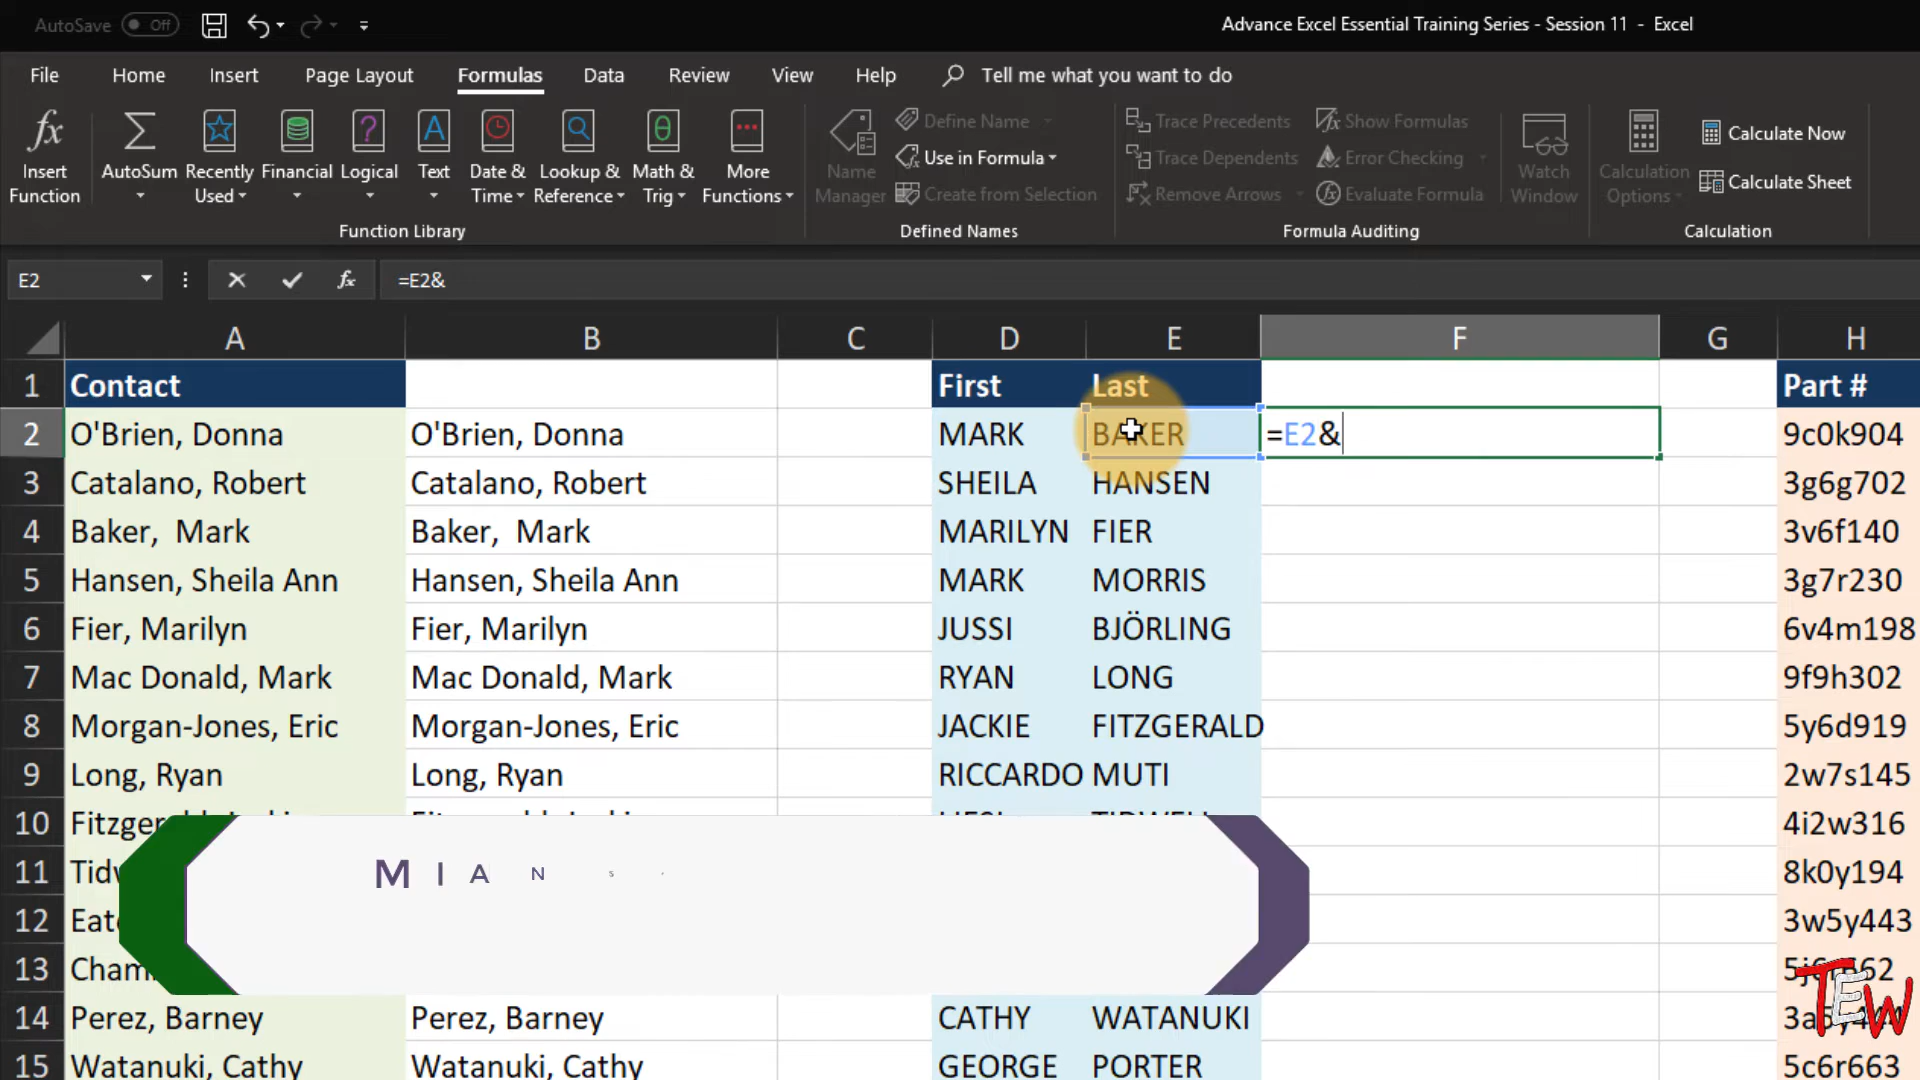 AutoSave Off
Advance Excel Essential Training Series - Session 11 - Excel
File Home Insert Page Layout Formulas Data Review View Help Tell me what you want to do
fx Σ ? A θ
Insert Function AutoSum Recently Used Financial Logical Text Date & Time Lookup & Reference Math & Trig More Functions
Name Manager Define Name Use in Formula Create from Selection
Trace Precedents Trace Dependents Remove Arrows Show Formulas Error Checking Evaluate Formula
Watch Window Calculation Options Calculate Now Calculate Sheet
Function Library Defined Names Formula Auditing Calculation
E2 fx =E2&
A B C D E F G H
1 Contact First Last Part #
2 O'Brien, Donna O'Brien, Donna MARK BAKER =E2& 9c0k904
3 Catalano, Robert Catalano, Robert SHEILA HANSEN 3g6g702
4 Baker,  Mark Baker,  Mark MARILYN FIER 3v6f140
5 Hansen, Sheila Ann Hansen, Sheila Ann MARK MORRIS 3g7r230
6 Fier, Marilyn Fier, Marilyn JUSSI BJÖRLING 6v4m198
7 Mac Donald, Mark Mac Donald, Mark RYAN LONG 9f9h302
8 Morgan-Jones, Eric Morgan-Jones, Eric JACKIE FITZGERALD 5y6d919
9 Long, Ryan Long, Ryan RICCARDO MUTI 2w7s145
10 4i2w316
11 8k0y194
12 3w5y443
13
M I A N S
14 Perez, Barney Perez, Barney CATHY WATANUKI
15 Watanuki, Cathy Watanuki, Cathy GEORGE PORTER 5c6r663
TEW